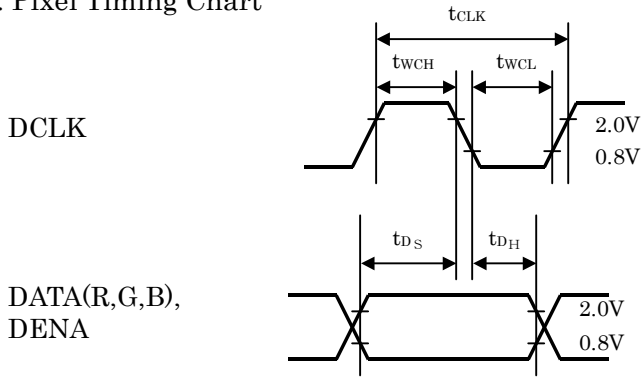 . Pixel Timing Chart
tCLK
tWCH tWCL
DCLK
2.0V
0.8V
tDS tDH
DATA(R,G,B),
DENA
2.0V
0.8V